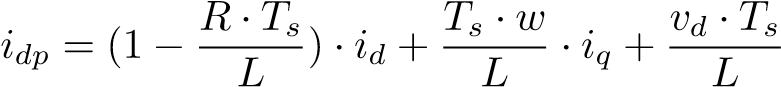 i_{dp} = (1 - \frac{R \cdot T_s}{L}) \cdot i_d + \frac{T_s \cdot w}{L} \cdot i_q + \frac{v_d \cdot T_s}{L}